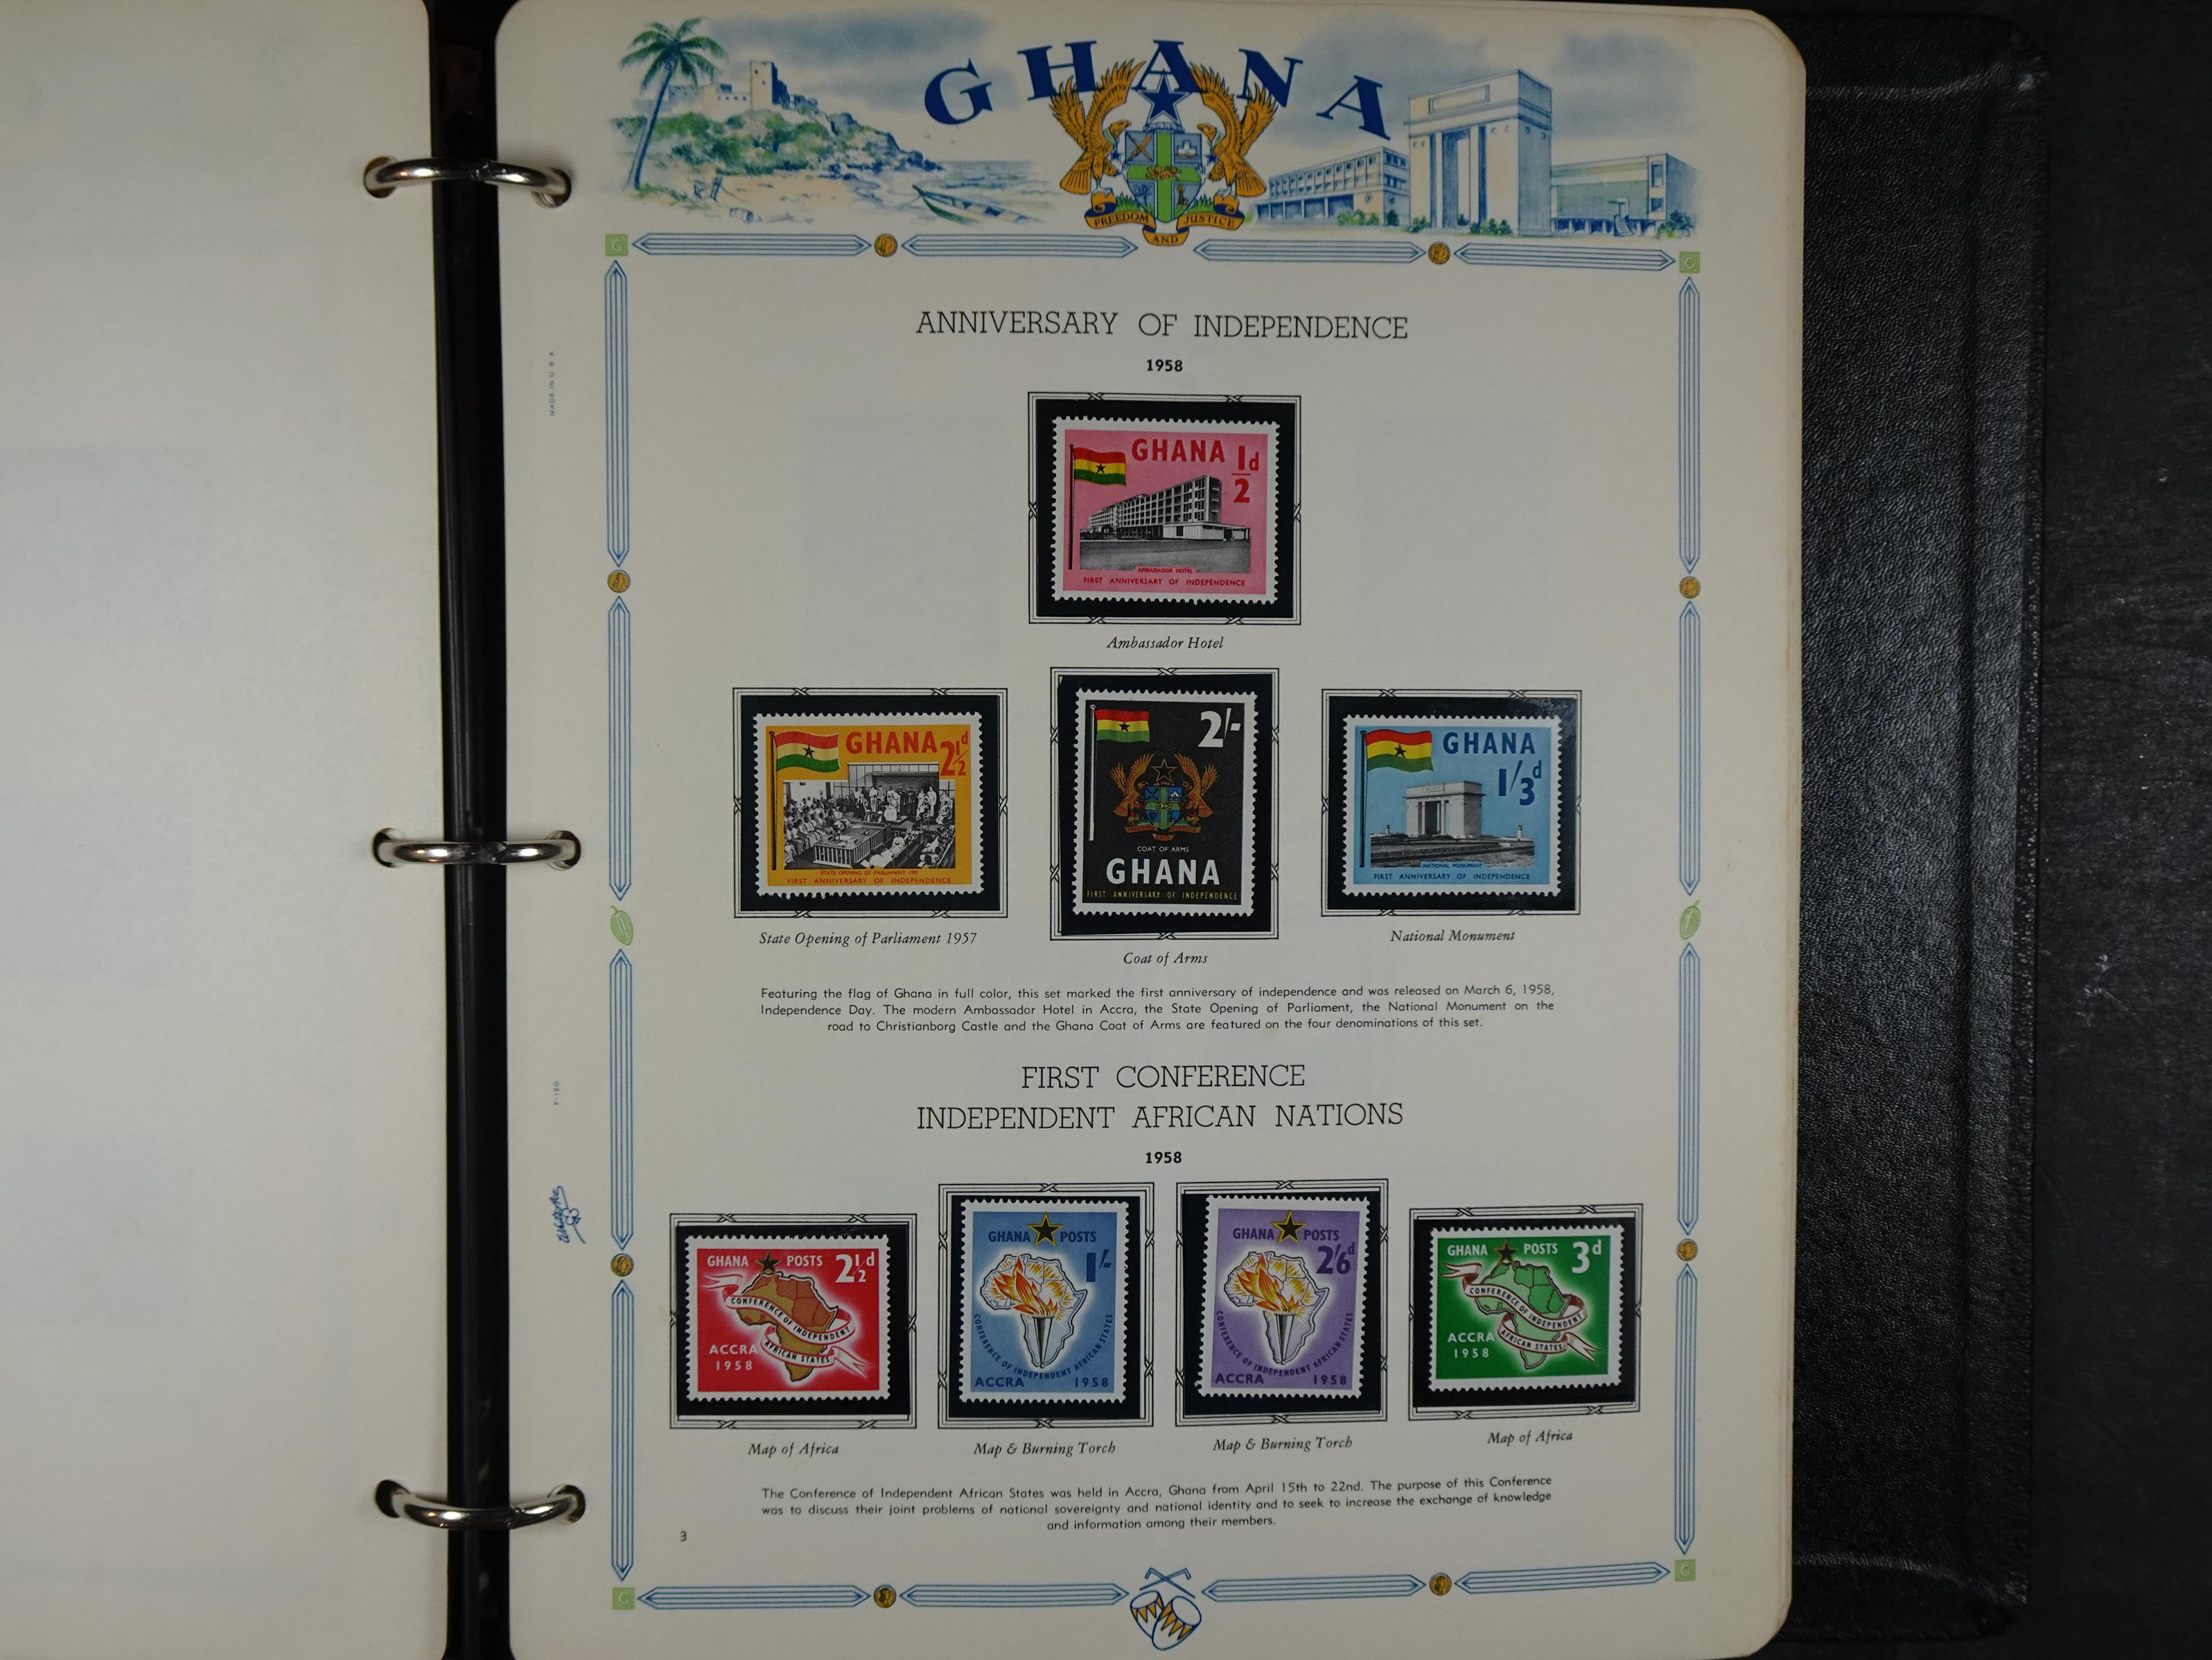 GHANA
FREEDOM AND JUSTICE
G
MADE IN U.S.A.
ANNIVERSARY OF INDEPENDENCE
1958
GHANA 1/2d
AMBASSADOR HOTEL
FIRST ANNIVERSARY OF INDEPENDENCE
Ambassador Hotel
GHANA 2 1/2d
STATE OPENING OF PARLIAMENT 1957
FIRST ANNIVERSARY OF INDEPENDENCE
State Opening of Parliament 1957
2/-
COAT OF ARMS
GHANA
FIRST ANNIVERSARY OF INDEPENDENCE
Coat of Arms
GHANA
1/3d
NATIONAL MONUMENT
FIRST ANNIVERSARY OF INDEPENDENCE
National Monument
Featuring the flag of Ghana in full color, this set marked the first anniversary of independence and was released on March 6, 1958,
Independence Day. The modern Ambassador Hotel in Accra, the State Opening of Parliament, the National Monument on the
road to Christianborg Castle and the Ghana Coat of Arms are featured on the four denominations of this set.
FIRST CONFERENCE
INDEPENDENT AFRICAN NATIONS
1958
GHANA POSTS 2 1/2d
CONFERENCE OF INDEPENDENT
AFRICAN STATES
ACCRA
1958
Map of Africa
GHANA POSTS
1/-
CONFERENCE OF INDEPENDENT AFRICAN STATES
ACCRA 1958
Map & Burning Torch
GHANA POSTS
2/6d
CONFERENCE OF INDEPENDENT AFRICAN STATES
ACCRA 1958
Map & Burning Torch
GHANA POSTS 3d
CONFERENCE OF INDEPENDENT
AFRICAN STATES
ACCRA
1958
Map of Africa
The Conference of Independent African States was held in Accra, Ghana from April 15th to 22nd. The purpose of this Conference
was to discuss their joint problems of national sovereignty and national identity and to seek to increase the exchange of knowledge
and information among their members.
3